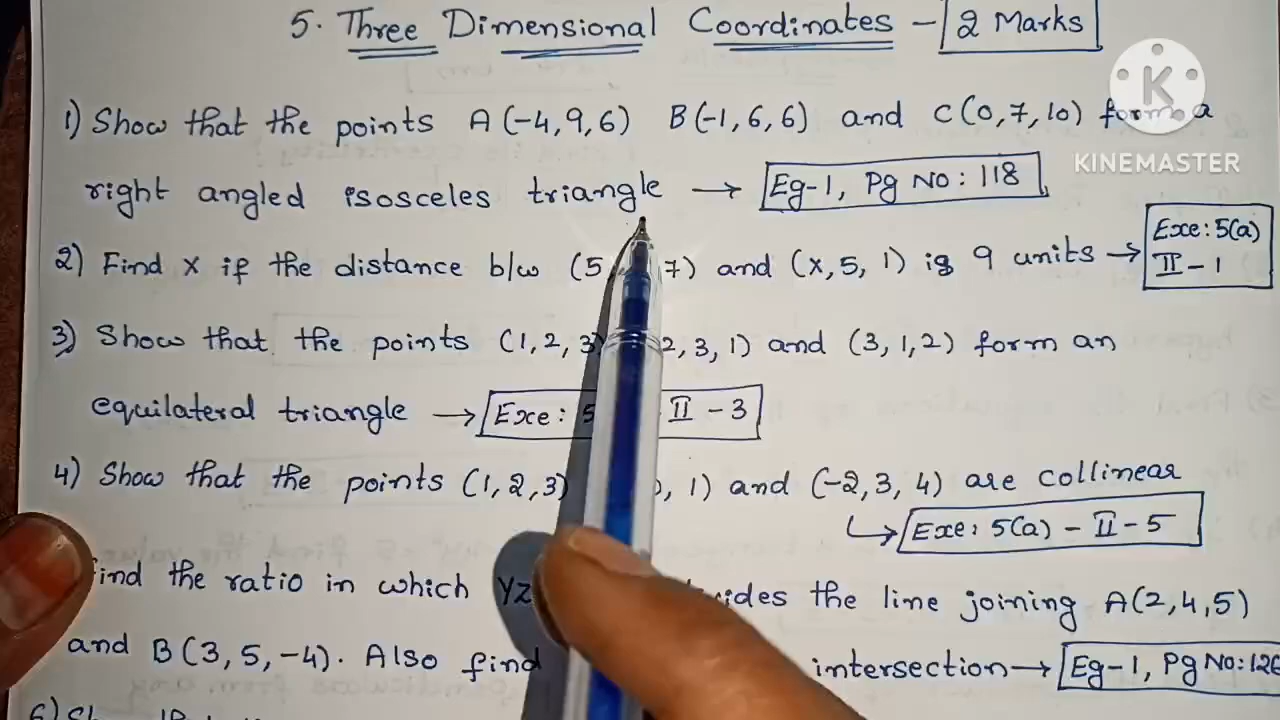 5. Three Dimensional Coordinates - 2 Marks
K
KINEMASTER
1) Show that the points A(-4,9,6) B(-1,6,6) and C(0,7,10) form a
right angled isosceles triangle → Eg-1, Pg NO: 118
2) Find x if the distance b/w (5, 7) and (x, 5, 1) is 9 units → Exe: 5(a) II-1
3) Show that the points (1,2,3) 2, 3, 1) and (3,1,2) form an
equilateral triangle → Exe: 5 II - 3
4) Show that the points (1,2,3) , 1) and (-2,3, 4) are collinear
↳ Exe: 5(a) - II - 5
find the ratio in which YZ the line joining A(2,4,5)
and B(3,5,-4). Also find intersection → Eg-1, Pg NO:126
6)